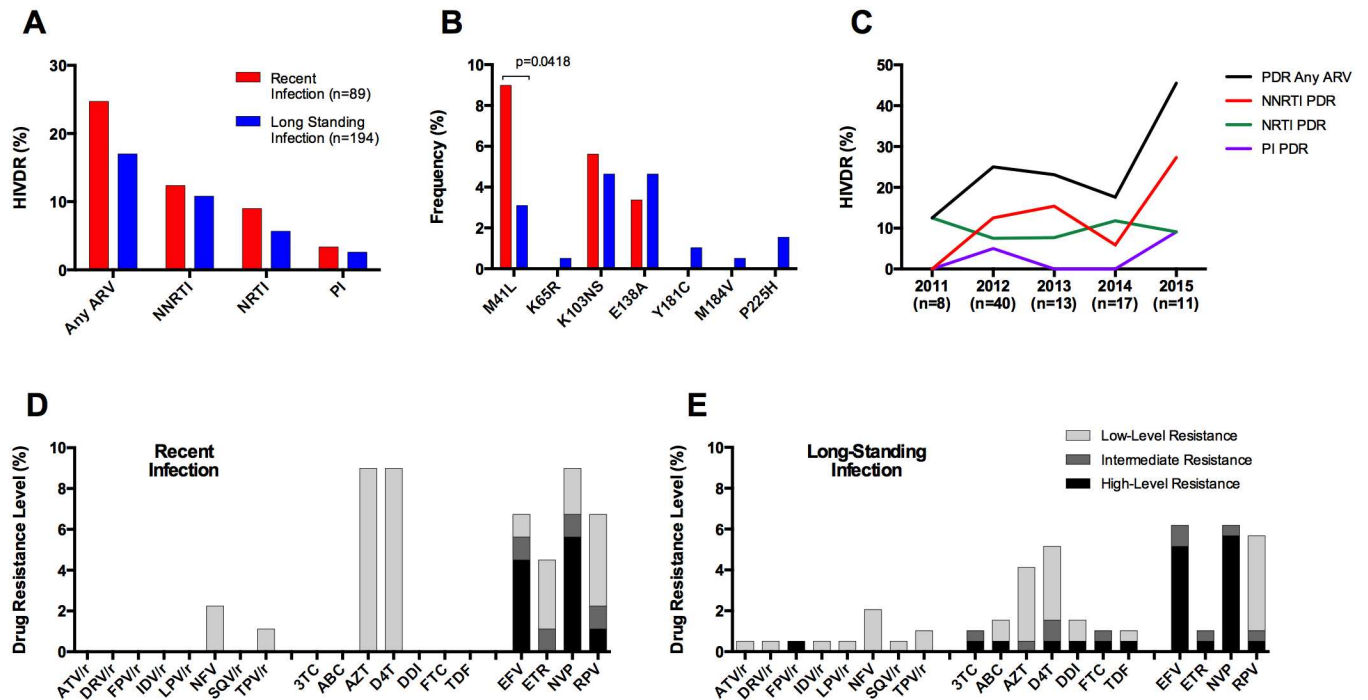 A
HIVDR (%)
30
20
10
0
Any ARV
NNRTI
NRTI
PI
Recent
Infection (n=89)
Long Standing
Infection (n=194)
B
Frequency (%)
10
8
6
4
2
0
p=0.0418
M41L
K65R
K103NS
E138A
Y181C
M184V
P225H
C
HIVDR (%)
50
40
30
20
10
0
2011
(n=8)
2012
(n=40)
2013
(n=13)
2014
(n=17)
2015
(n=11)
PDR Any ARV
NNRTI PDR
NRTI PDR
PI PDR
D
Recent
Infection
Drug Resistance Level (%)
10
8
6
4
2
0
ATV/r
DRV/r
FPV/r
IDV/r
LPV/r
NFV
SQV/r
TPV/r
3TC
ABC
AZT
D4T
DDI
FTC
TDF
EFV
ETR
NVP
RPV
E
Long-Standing
Infection
Drug Resistance Level (%)
10
8
6
4
2
0
ATV/r
DRV/r
FPV/r
IDV/r
LPV/r
NFV
SQV/r
TPV/r
3TC
ABC
AZT
D4T
DDI
FTC
TDF
EFV
ETR
NVP
RPV
Low-Level Resistance
Intermediate Resistance
High-Level Resistance